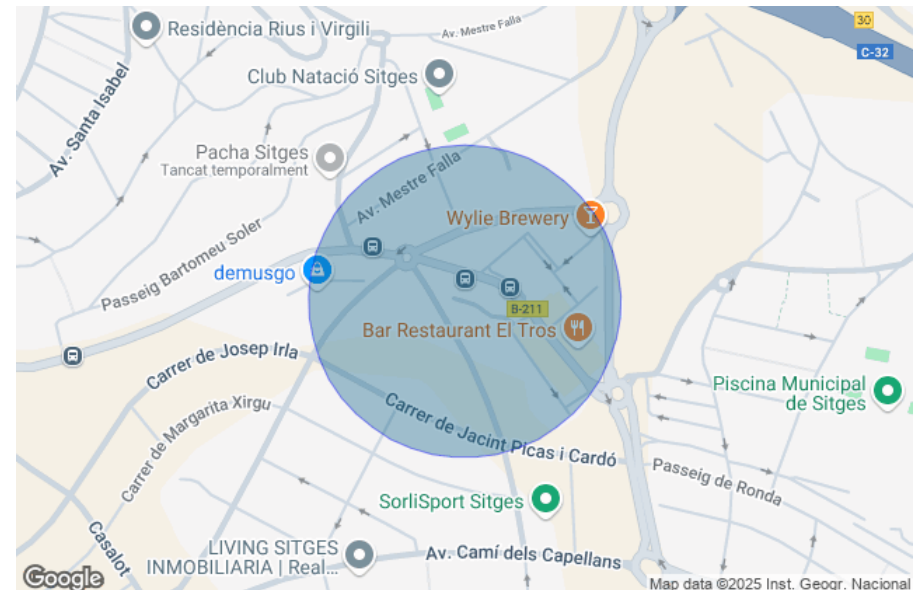 30
C-32
Residència Rius i Virgili
Av. Mestre Falla
Club Natació Sitges
Av. Santa Isabel
Pacha Sitges
Tancat temporalment
Av. Mestre Falla
Wylie Brewery
Passeig Bartomeu Soler
demusgo
B-211
Bar Restaurant El Tros
Carrer de Josep Irla
Piscina Municipal
de Sitges
Carrer de Margarita Xirgu
Carrer de Jacint Picas i Cardó
Passeig de Ronda
SorliSport Sitges
Casalot
LIVING SITGES
INMOBILIARIA | Real...
Av. Camí dels Capellans
Google
Map data ©2025 Inst. Geogr. Nacional